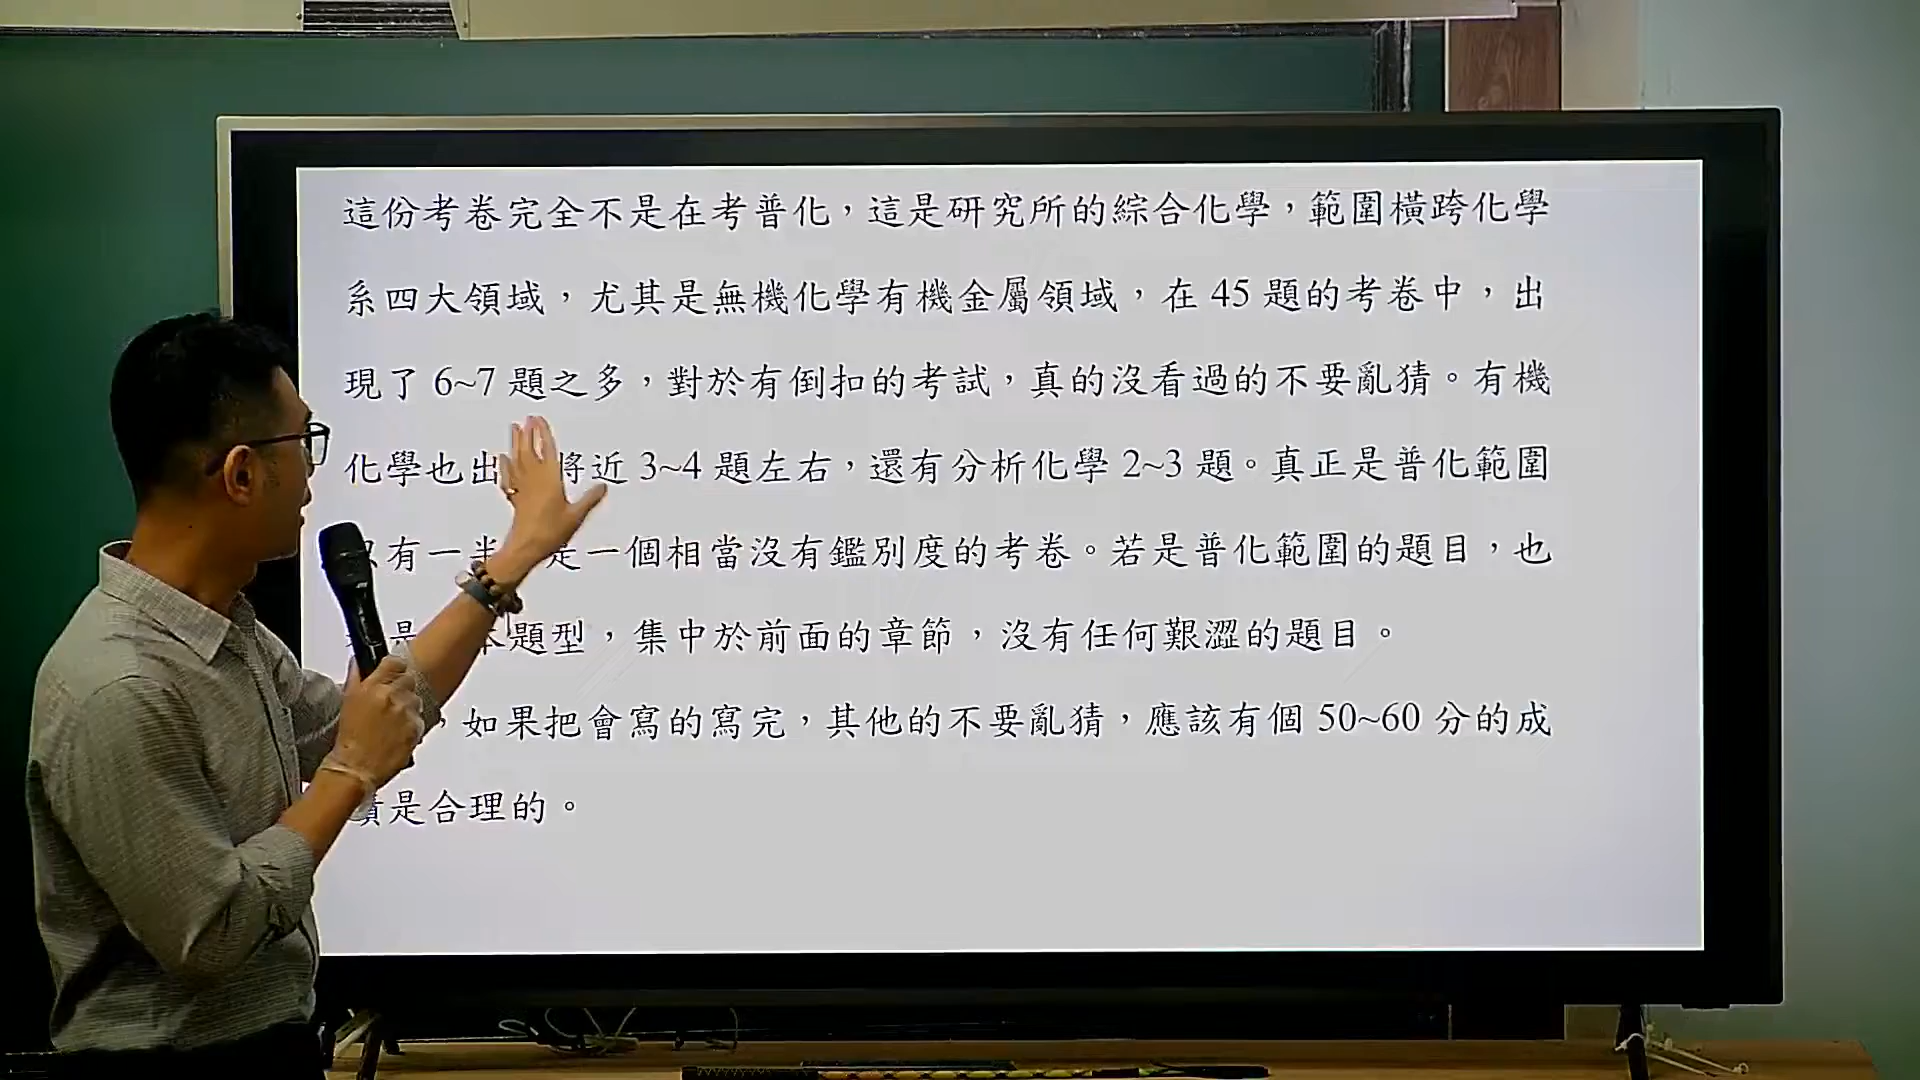 這份考卷完全不是在考普化，這是研究所的綜合化學，範圍橫跨化學
系四大領域，尤其是無機化學有機金屬領域，在 45 題的考卷中，出
現了 6~7 題之多，對於有倒扣的考試，真的沒看過的不要亂猜。有機
化學也出 將近 3~4 題左右，還有分析化學 2~3 題。真正是普化範圍
有一半 是一個相當沒有鑑別度的考卷。若是普化範圍的題目，也
是 本題型，集中於前面的章節，沒有任何艱澀的題目。
，如果把會寫的寫完，其他的不要亂猜，應該有個 50~60 分的成
績是合理的。